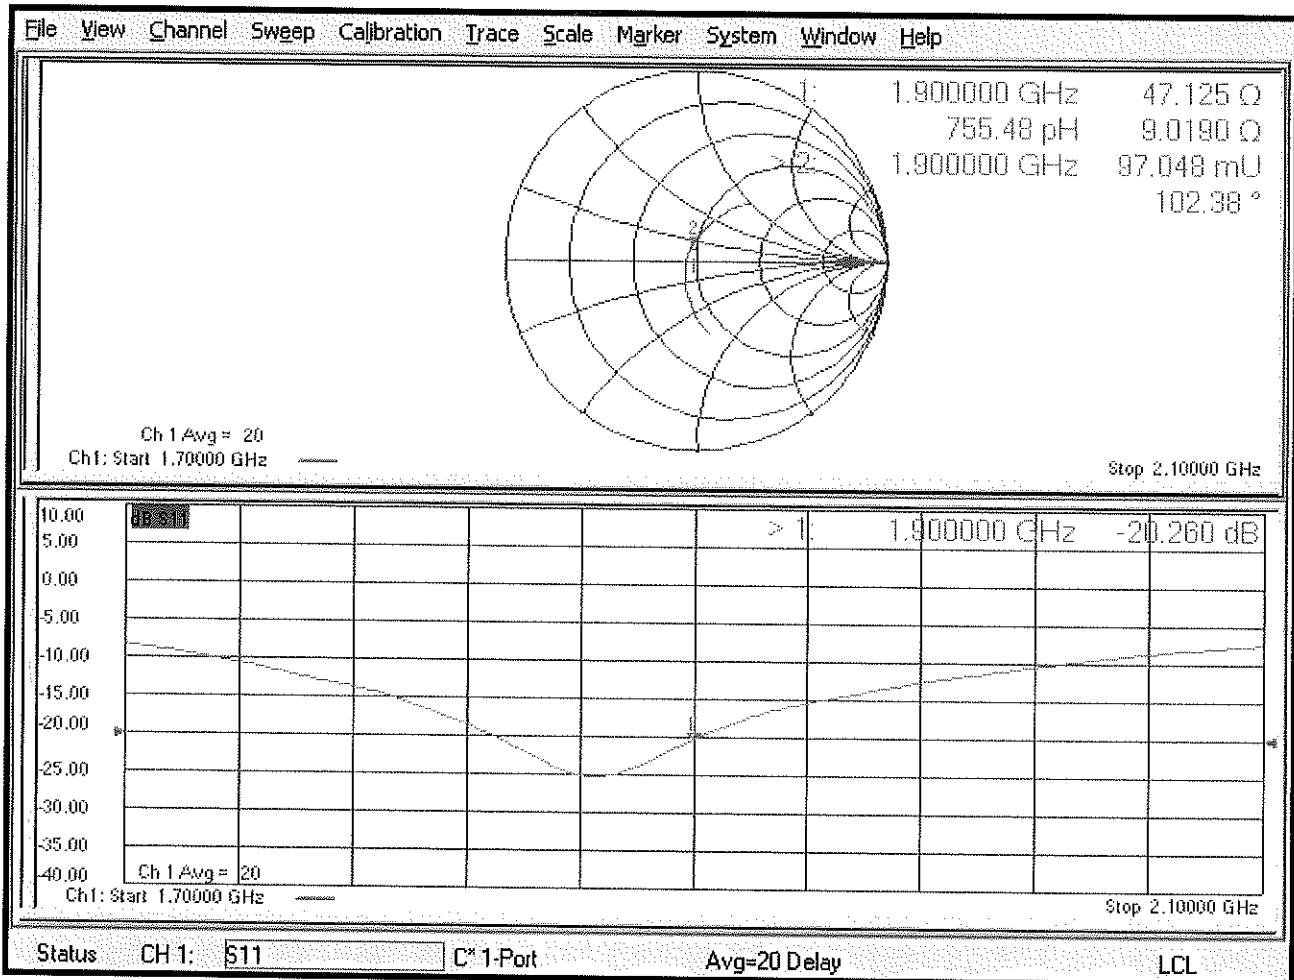 File View Channel Sweep Calibration Trace Scale Marker System Window Help
1: 1.900000 GHz 47.125 Ω
755.48 pH 9.0190 Ω
> 2: 1.900000 GHz 97.048 mU
102.38 °
2
1
Ch 1 Avg = 20
Ch1: Start 1.70000 GHz
Stop 2.10000 GHz
10.00
dB S11
> 1: 1.900000 GHz -20.260 dB
5.00
0.00
-5.00
-10.00
-15.00
-20.00
1
-25.00
-30.00
-35.00
-40.00
Ch 1 Avg = 20
Ch1: Start 1.70000 GHz
Stop 2.10000 GHz
Status CH 1: S11 C* 1-Port Avg=20 Delay LCL